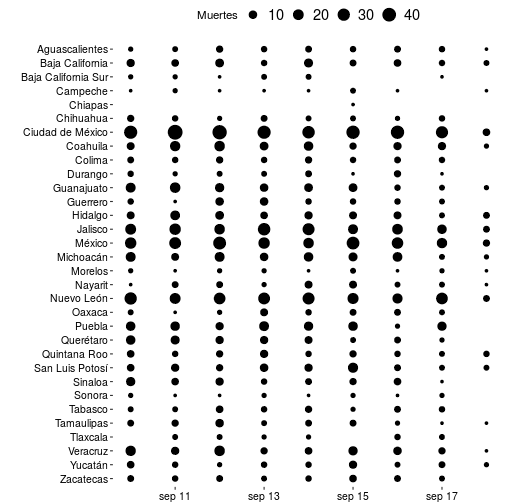 Muertes 10 20 30 40
Aguascalientes
Baja California
Baja California Sur
Campeche
Chiapas
Chihuahua
Ciudad de México
Coahuila
Colima
Durango
Guanajuato
Guerrero
Hidalgo
Jalisco
México
Michoacán
Morelos
Nayarit
Nuevo León
Oaxaca
Puebla
Querétaro
Quintana Roo
San Luis Potosí
Sinaloa
Sonora
Tabasco
Tamaulipas
Tlaxcala
Veracruz
Yucatán
Zacatecas
sep 11 sep 13 sep 15 sep 17